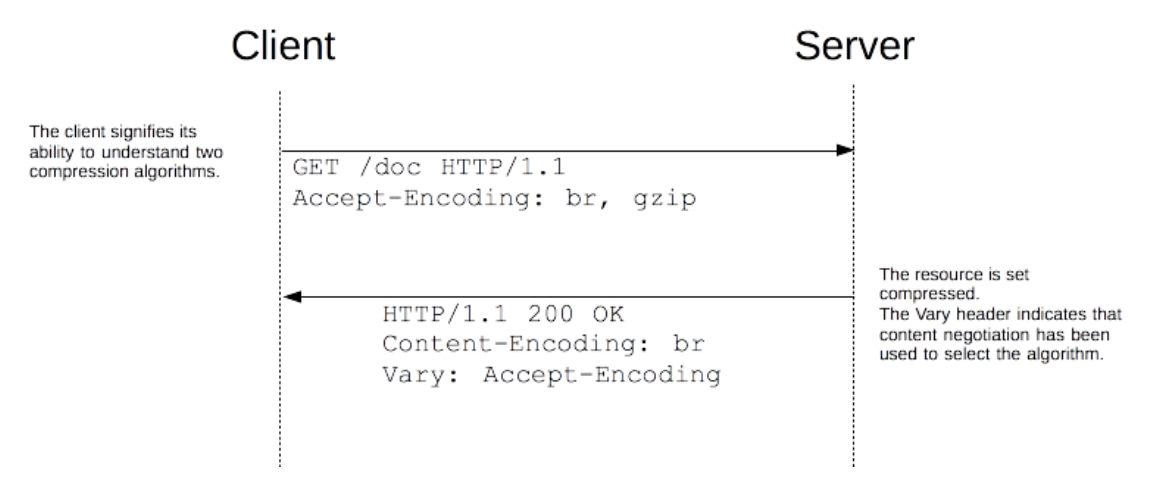 Client
Server
The client signifies its
ability to understand two
compression algorithms.
GET /doc HTTP/1.1
Accept-Encoding: br, gzip
The resource is set
compressed.
The Vary header indicates that
content negotiation has been
used to select the algorithm.
HTTP/1.1 200 OK
Content-Encoding: br
Vary: Accept-Encoding